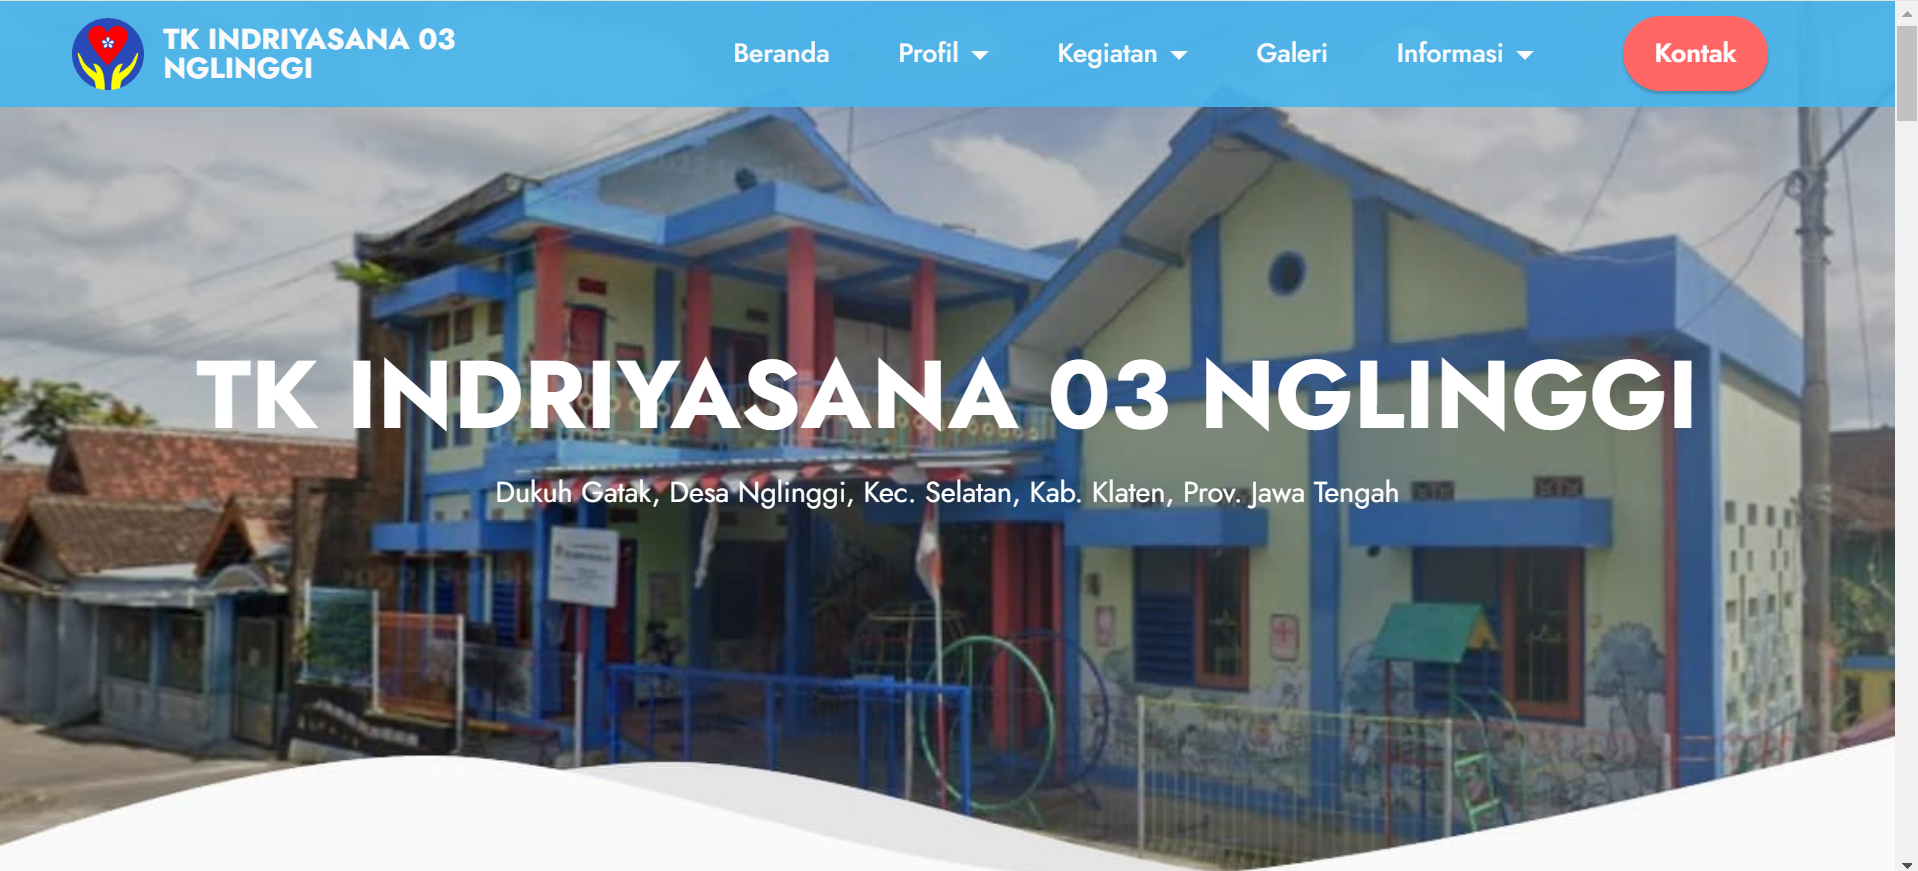 TK INDRIYASANA 03
NGLINGGI
Beranda
Profil
Kegiatan
Galeri
Informasi
Kontak
TK INDRIYASANA 03 NGLINGGI
Dukuh Gatak, Desa Nglinggi, Kec. Selatan, Kab. Klaten, Prov. Jawa Tengah